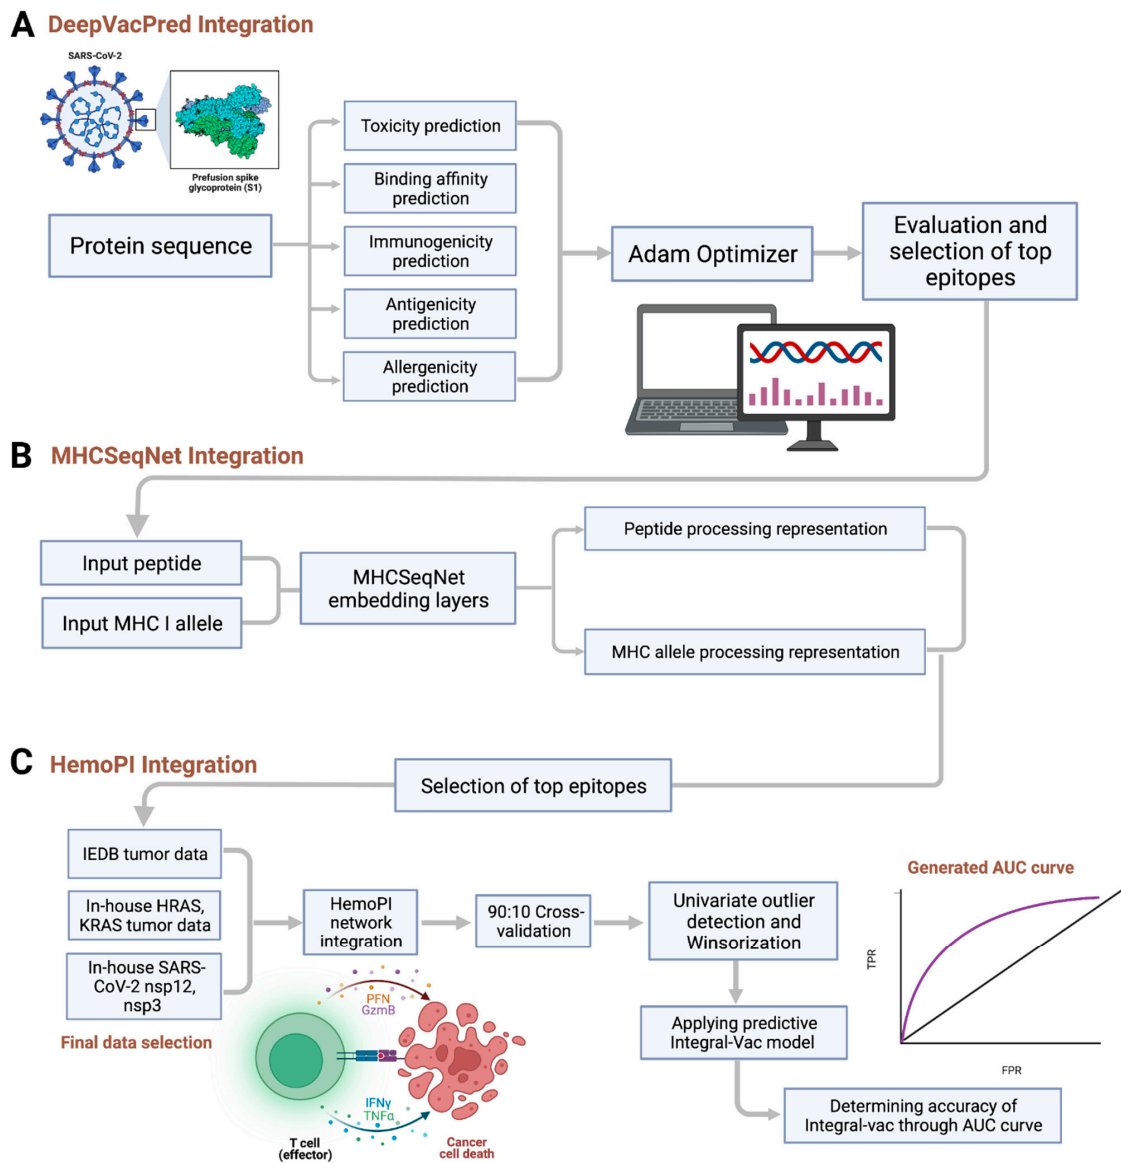 A DeepVacPred Integration
SARS-CoV-2
Prefusion spike
glycoprotein (S1)
Protein sequence
Toxicity prediction
Binding affinity
prediction
Immunogenicity
prediction
Antigenicity
prediction
Allergenicity
prediction
Adam Optimizer
Evaluation and
selection of top
epitopes
B MHCSeqNet Integration
Input peptide
Input MHC I allele
MHCSeqNet
embedding layers
Peptide processing representation
MHC allele processing representation
C HemoPI Integration
Selection of top epitopes
IEDB tumor data
In-house HRAS,
KRAS tumor data
In-house SARS-
CoV-2 nsp12,
nsp3
Final data selection
HemoPI
network
integration
90:10 Cross-
validation
Univariate outlier
detection and
Winsorization
Applying predictive
Integral-Vac model
Determining accuracy of
Integral-vac through AUC curve
Generated AUC curve
TPR
FPR
PFN
GzmB
IFNγ
TNFα
T cell
(effector)
Cancer
cell death